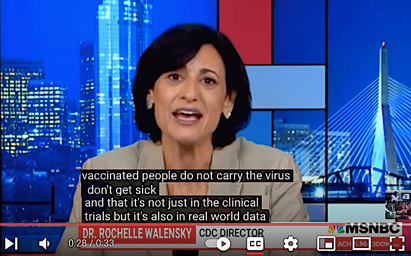 vaccinated people do not carry the virus
don't get sick
and that it's not just in the clinical
trials but it's also in real world data
MSNBC
DR. ROCHELLE WALENSKY CDC DIRECTOR
0:28 / 0:33
CC